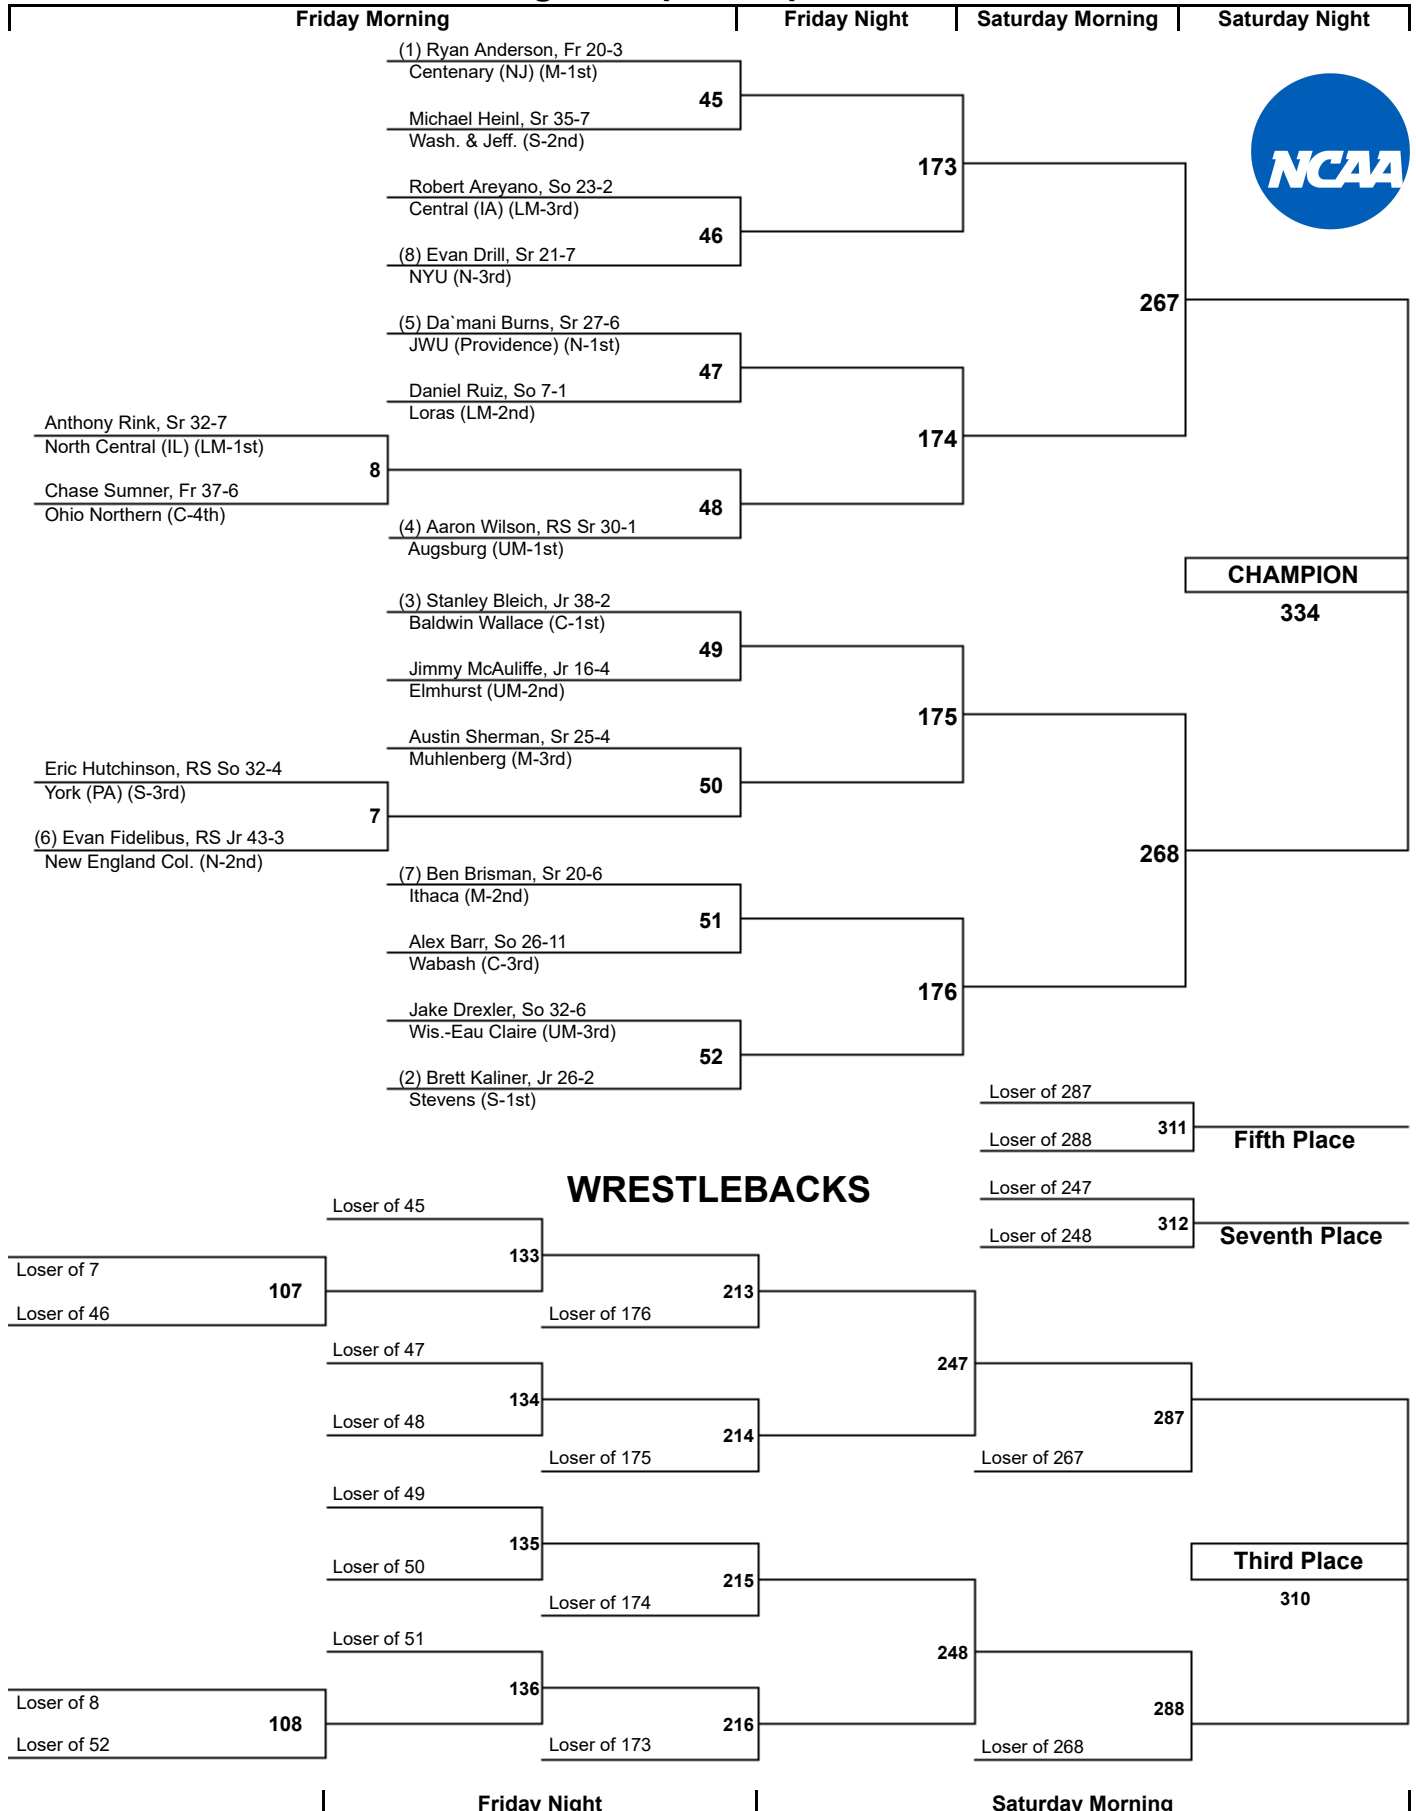 Friday Morning
Friday Night
Saturday Morning
Saturday Night
(1) Ryan Anderson, Fr 20-3
Centenary (NJ) (M-1st)
45
Michael Heinl, Sr 35-7
Wash. & Jeff. (S-2nd)
173
NCAA
Robert Areyano, So 23-2
Central (IA) (LM-3rd)
46
(8) Evan Drill, Sr 21-7
NYU (N-3rd)
267
(5) Da`mani Burns, Sr 27-6
JWU (Providence) (N-1st)
47
Daniel Ruiz, So 7-1
Loras (LM-2nd)
Anthony Rink, Sr 32-7
North Central (IL) (LM-1st)
174
8
Chase Sumner, Fr 37-6
Ohio Northern (C-4th)
48
(4) Aaron Wilson, RS Sr 30-1
Augsburg (UM-1st)
CHAMPION
334
(3) Stanley Bleich, Jr 38-2
Baldwin Wallace (C-1st)
49
Jimmy McAuliffe, Jr 16-4
Elmhurst (UM-2nd)
175
Austin Sherman, Sr 25-4
Muhlenberg (M-3rd)
Eric Hutchinson, RS So 32-4
York (PA) (S-3rd)
50
7
(6) Evan Fidelibus, RS Jr 43-3
New England Col. (N-2nd)
268
(7) Ben Brisman, Sr 20-6
Ithaca (M-2nd)
51
Alex Barr, So 26-11
Wabash (C-3rd)
176
Jake Drexler, So 32-6
Wis.-Eau Claire (UM-3rd)
52
(2) Brett Kaliner, Jr 26-2
Stevens (S-1st)
Loser of 287
311
Loser of 288
Fifth Place
WRESTLEBACKS
Loser of 247
312
Loser of 248
Seventh Place
Loser of 45
133
Loser of 7
107
Loser of 46
213
Loser of 176
Loser of 47
247
134
Loser of 48
214
Loser of 175
287
Loser of 267
Loser of 49
135
Loser of 50
215
Loser of 174
Third Place
310
Loser of 51
248
136
Loser of 8
108
Loser of 52
216
Loser of 173
288
Loser of 268
Friday Night
Saturday Morning